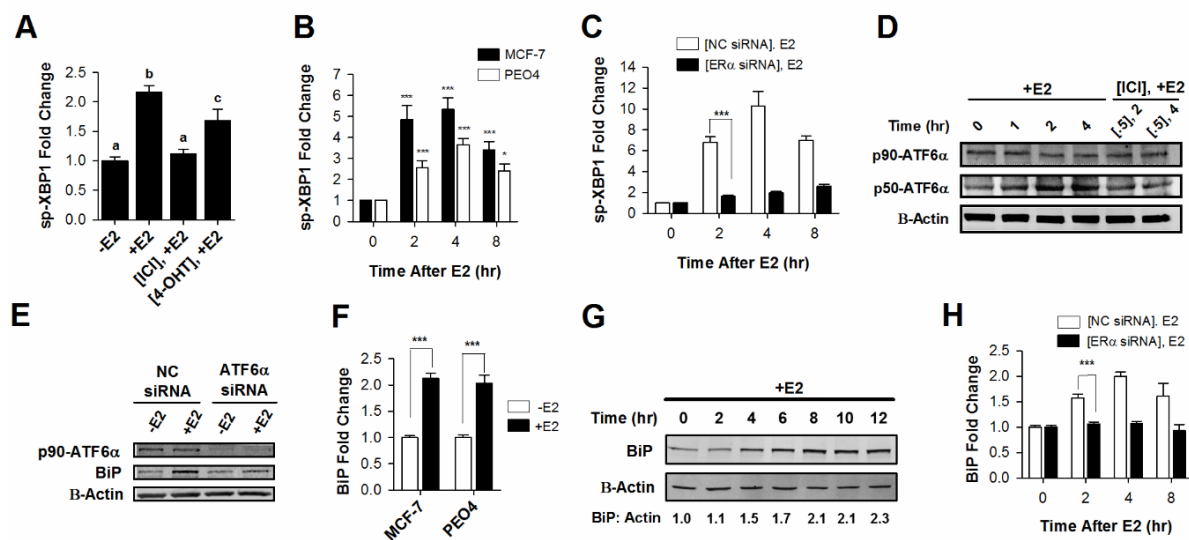 A
sp-XBP1 Fold Change
2.5
2.0
1.5
1.0
0.5
0.0
a
b
a
c
-E2
+E2
[ICI], +E2
[4-OHT], +E2
B
MCF-7
PEO4
sp-XBP1 Fold Change
7
6
5
4
3
2
1
0
***
***
***
***
***
*
0 2 4 8
Time After E2 (hr)
C
[NC siRNA]. E2
[ERα siRNA], E2
sp-XBP1 Fold Change
14
12
10
8
6
4
2
0
***
0 2 4 8
Time After E2 (hr)
D
+E2
[ICI], +E2
Time (hr) 0 1 2 4 [.5], 2 [.5], 4
p90-ATF6α
p50-ATF6α
β-Actin
E
NC siRNA
ATF6α siRNA
-E2 +E2 -E2 +E2
p90-ATF6α
BiP
β-Actin
F
BiP Fold Change
2.5
2.0
1.5
1.0
0.5
0.0
***
***
-E2
+E2
MCF-7
PEO4
G
+E2
Time (hr) 0 2 4 6 8 10 12
BiP
β-Actin
BiP: Actin 1.0 1.1 1.5 1.7 2.1 2.1 2.3
H
[NC siRNA]. E2
[ERα siRNA], E2
BiP Fold Change
2.5
2.0
1.5
1.0
0.5
0.0
***
0 2 4 8
Time After E2 (hr)